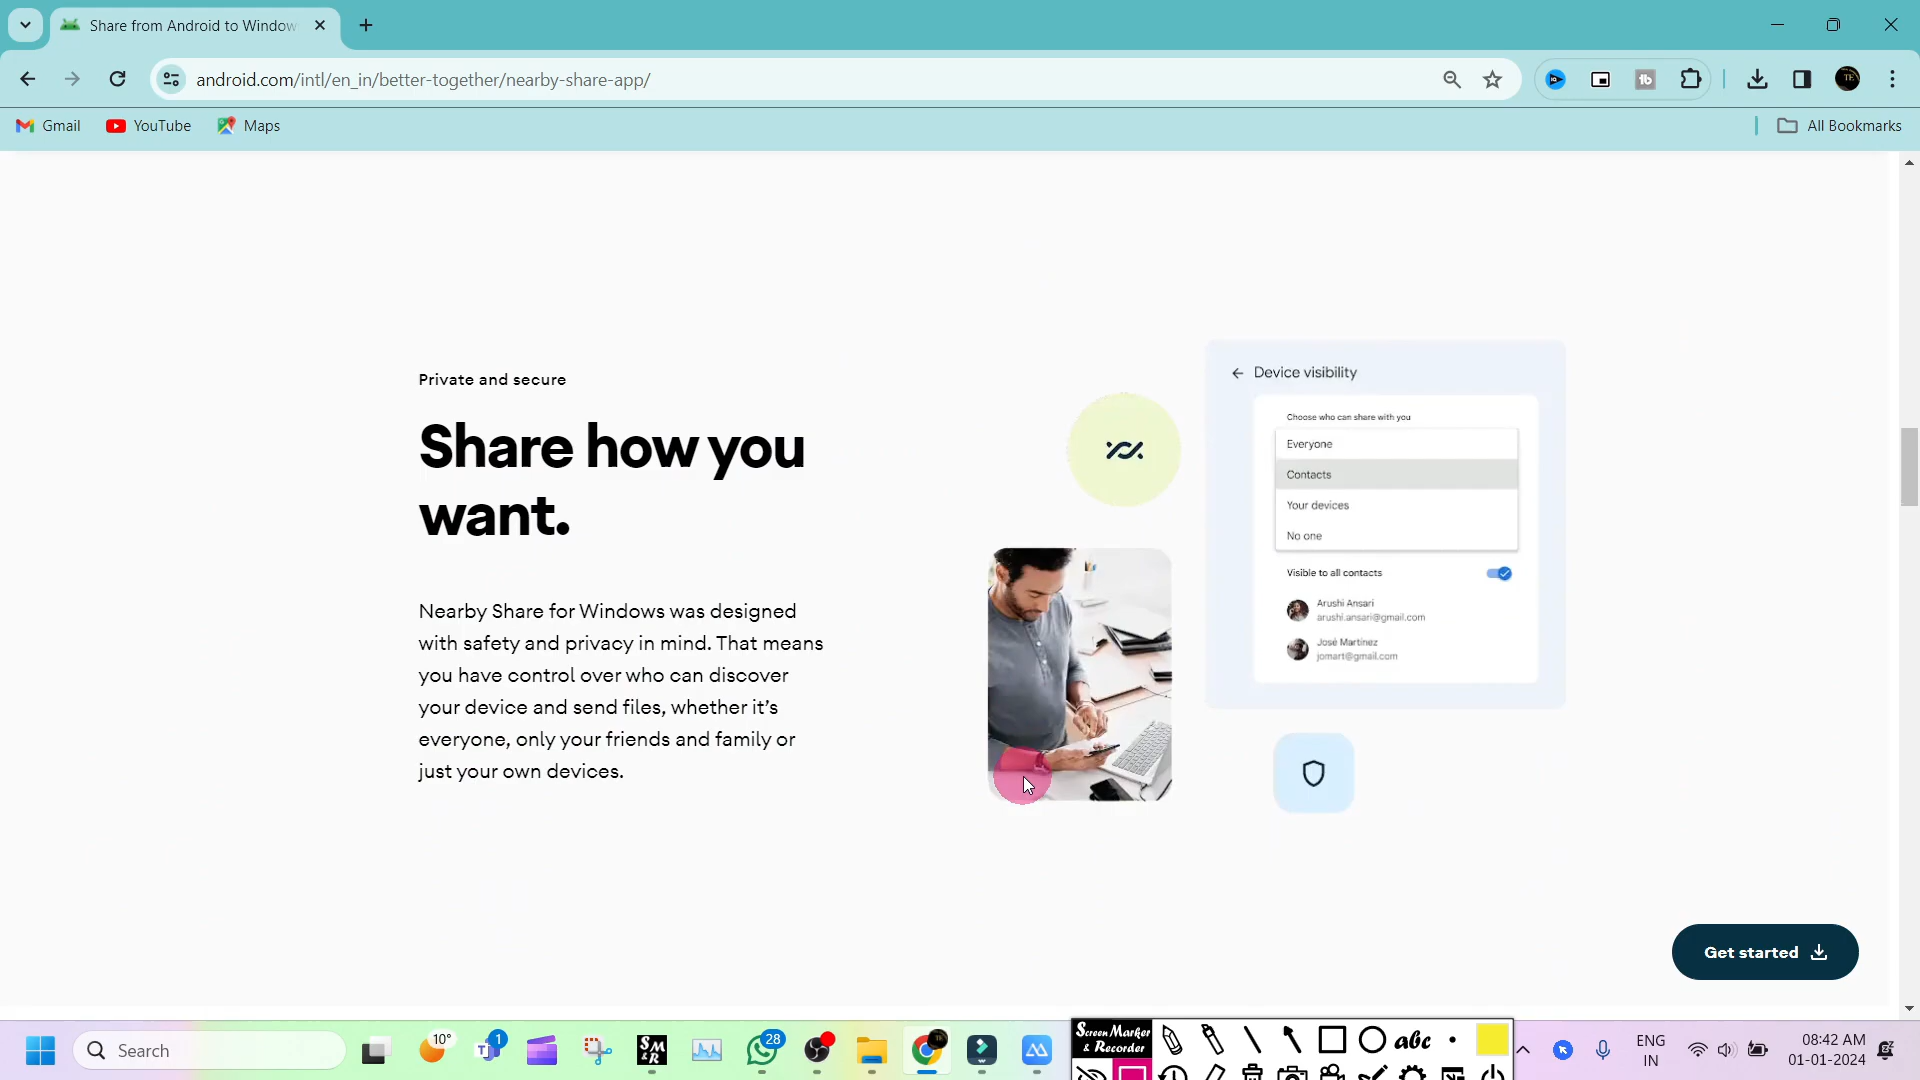 Share from Android to Window
android.com/intl/en_in/better-together/nearby-share-app/
TE
Gmail
YouTube
Maps
All Bookmarks
Private and secure
Share how you
want.
Nearby Share for Windows was designed
with safety and privacy in mind. That means
you have control over who can discover
your device and send files, whether it's
everyone, only your friends and family or
just your own devices.
Device visibility
Choose who can share with you
Everyone
Contacts
Your devices
No one
Visible to all contacts
Arushi Ansari
arushi.ansari@gmail.com
José Martínez
jomart@gmail.com
Get started
Search
10°
1
SM
&R
28
Screen Marker
& Recorder
abc
ENG
IN
08:42 AM
01-01-2024